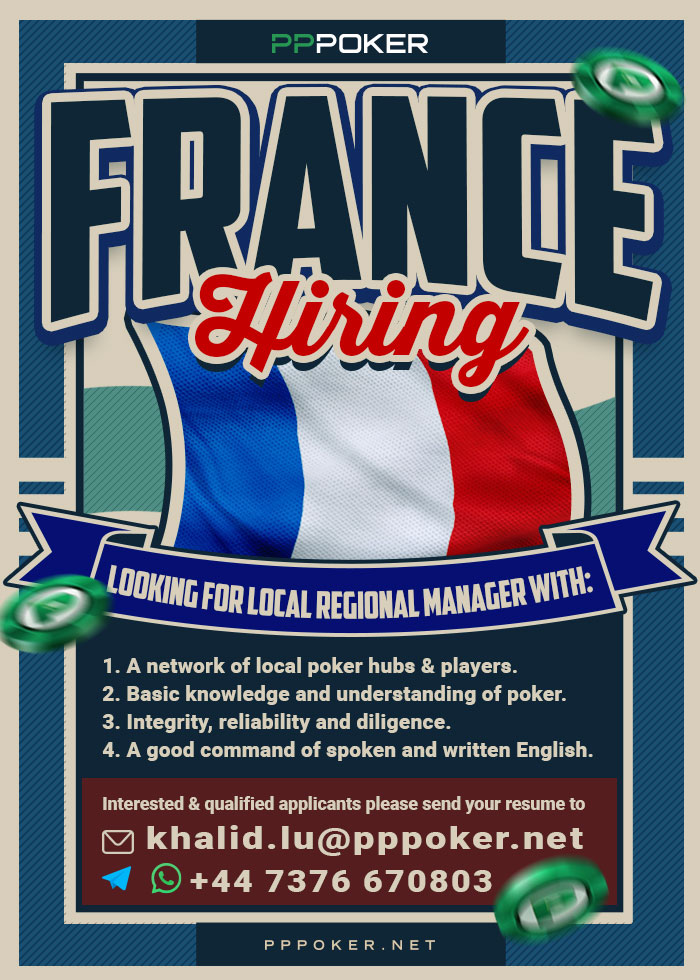 PPPOKER
FRANCE
Hiring
LOOKING FOR LOCAL REGIONAL MANAGER WITH:
1. A network of local poker hubs & players.
2. Basic knowledge and understanding of poker.
3. Integrity, reliability and diligence.
4. A good command of spoken and written English.
Interested & qualified applicants please send your resume to
khalid.lu@pppoker.net
+44 7376 670803
PPPOKER.NET